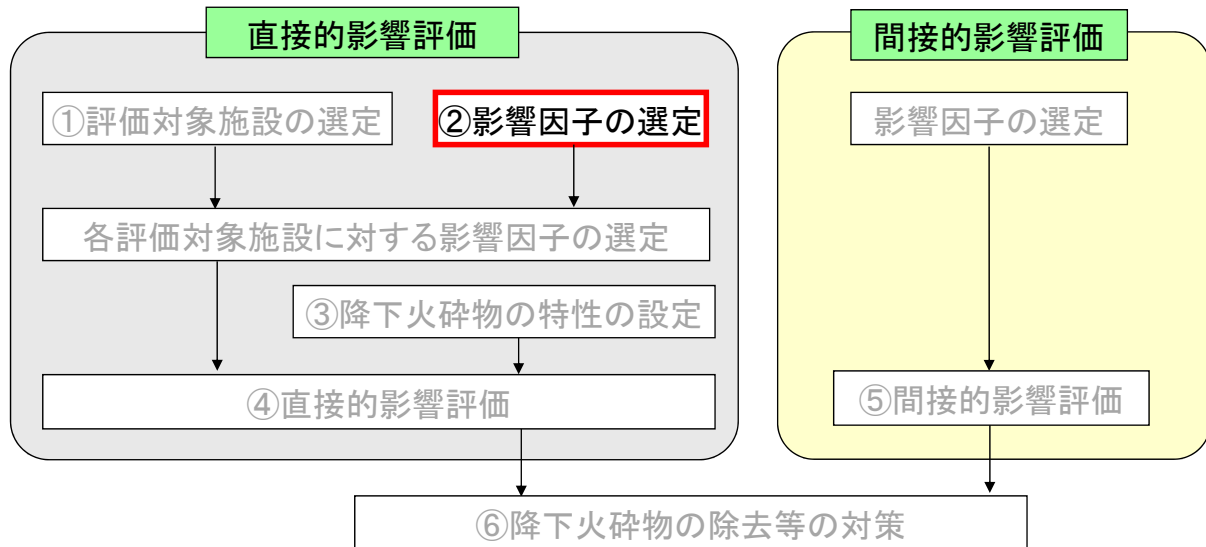 直接的影響評価
間接的影響評価
①評価対象施設の選定
②影響因子の選定
影響因子の選定
各評価対象施設に対する影響因子の選定
③降下火砕物の特性の設定
④直接的影響評価
⑤間接的影響評価
⑥降下火砕物の除去等の対策